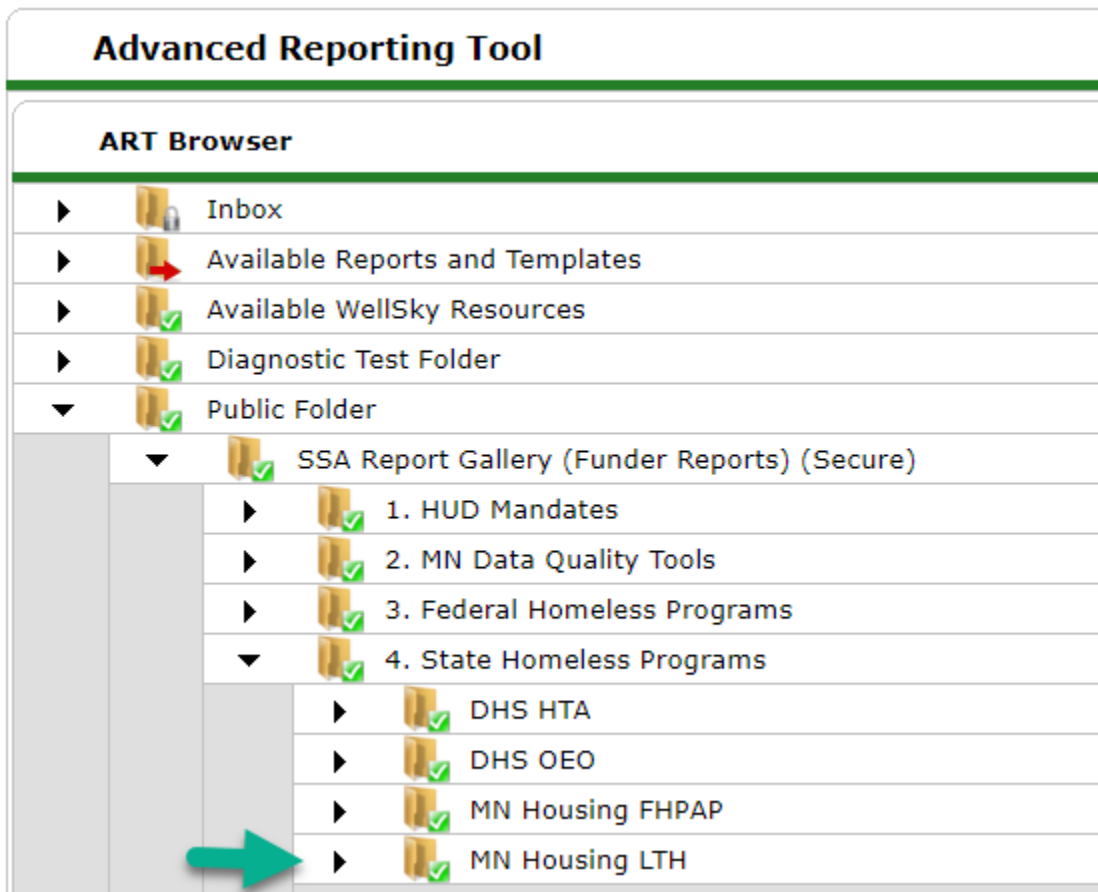 Advanced Reporting Tool
ART Browser
Inbox
Available Reports and Templates
Available WellSky Resources
Diagnostic Test Folder
Public Folder
SSA Report Gallery (Funder Reports) (Secure)
1. HUD Mandates
2. MN Data Quality Tools
3. Federal Homeless Programs
4. State Homeless Programs
DHS HTA
DHS OEO
MN Housing FHPAP
MN Housing LTH